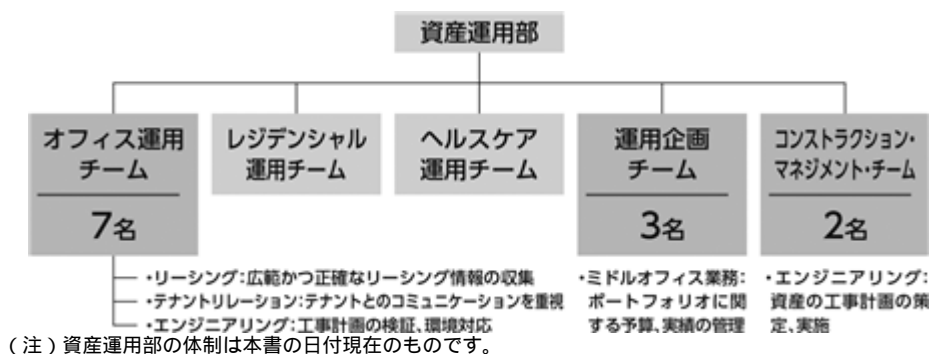 資産運用部
オフィス運用
チーム
7名
レジデンシャル
運用チーム
ヘルスケア
運用チーム
運用企画
チーム
3名
コンストラクション・
マネジメント・チーム
2名
・リーシング：広範かつ正確なリーシング情報の収集
・テナントリレーション：テナントとのコミュニケーションを重視
・エンジニアリング：工事計画の検証、環境対応
・ミドルオフィス業務：
ポートフォリオに関
する予算、実績の管理
・エンジニアリング：
資産の工事計画の策
定、実施
（注）資産運用部の体制は本書の日付現在のものです。